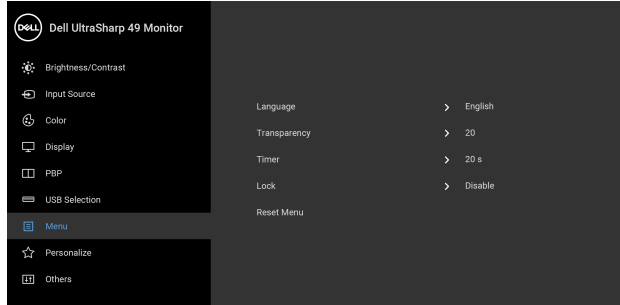 DELL
Dell UltraSharp 49 Monitor
Brightness/Contrast
Input Source
Color
Display
PBP
USB Selection
Menu
Personalize
Others
Language English
Transparency 20
Timer 20 s
Lock Disable
Reset Menu